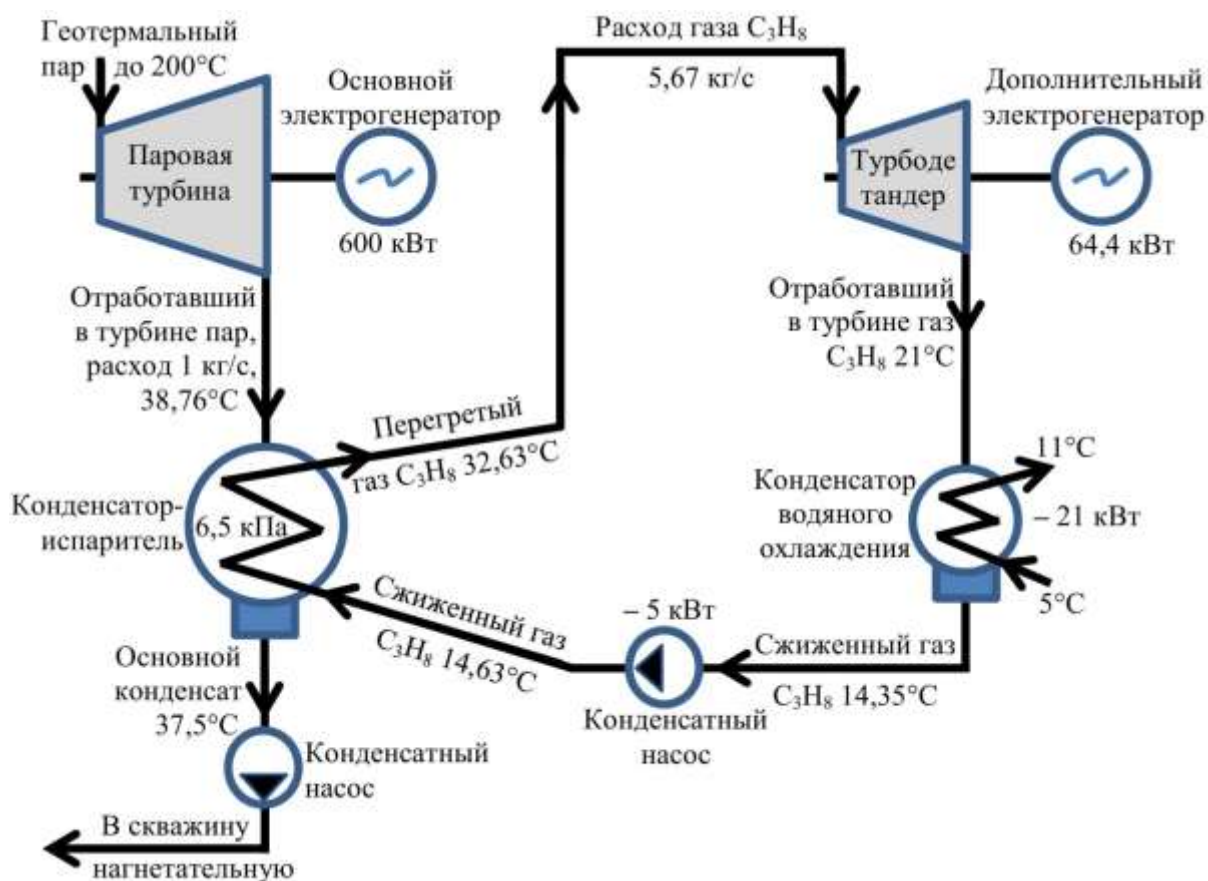 Геотермальный
пар до 200°C
Паровая
турбина
Основной
электрогенератор
600 кВт
Расход газа C₃H₈
5,67 кг/с
Турбоде
тандер
Дополнительный
электрогенератор
64,4 кВт
Отработавший
в турбине пар,
расход 1 кг/с,
38,76°C
Отработавший
в турбине газ
C₃H₈ 21°C
Перегретый
газ C₃H₈ 32,63°C
Конденсатор-
испаритель
6,5 кПа
Конденсатор
водяного
охлаждения
11°C
– 21 кВт
5°C
Сжиженный газ
C₃H₈ 14,63°C
– 5 кВт
Конденсатный
насос
Сжиженный газ
C₃H₈ 14,35°C
Основной
конденсат
37,5°C
Конденсатный
насос
В скважину
нагнетательную